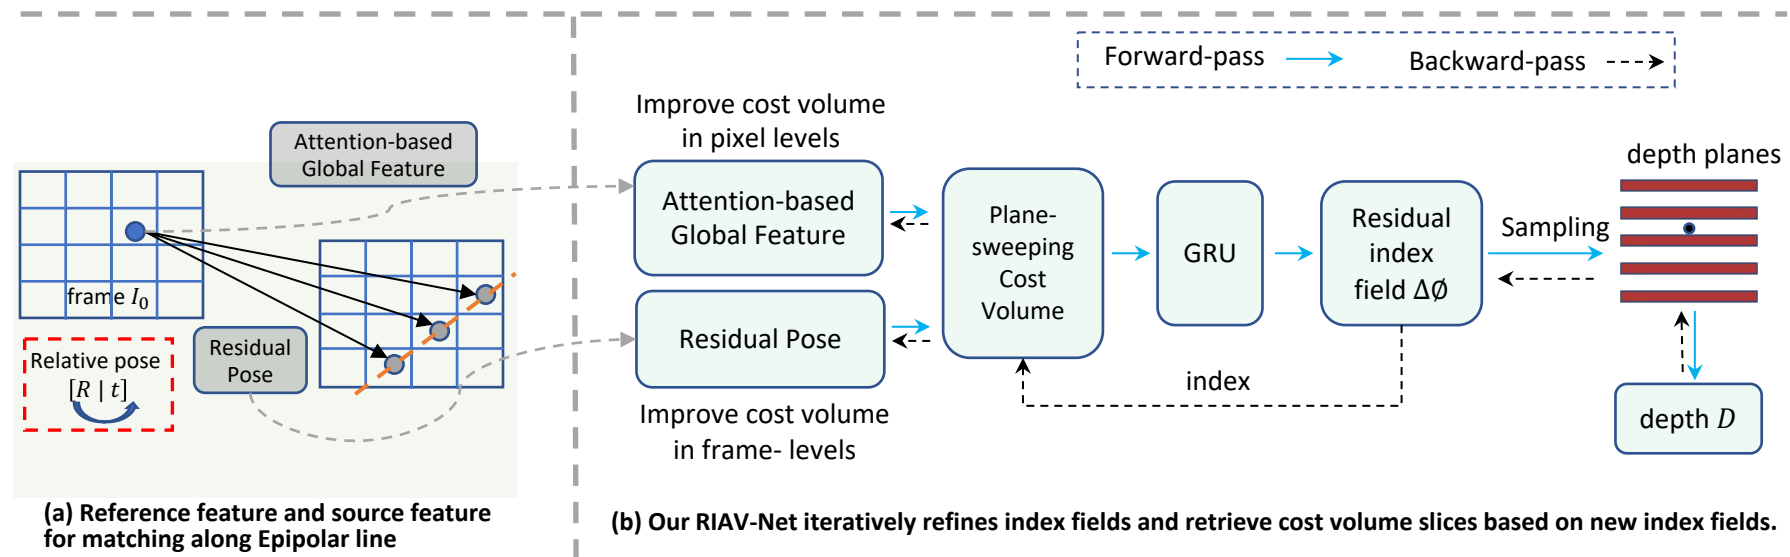 Attention-based
Global Feature
frame I₀
Relative pose
[R | t]
Residual
Pose
(a) Reference feature and source feature
for matching along Epipolar line
Forward-pass
Backward-pass
Improve cost volume
in pixel levels
Attention-based
Global Feature
Residual Pose
Improve cost volume
in frame- levels
Plane-
sweeping
Cost
Volume
GRU
Residual
index
field ΔØ
index
Sampling
depth planes
depth D
(b) Our RIAV-Net iteratively refines index fields and retrieve cost volume slices based on new index fields.